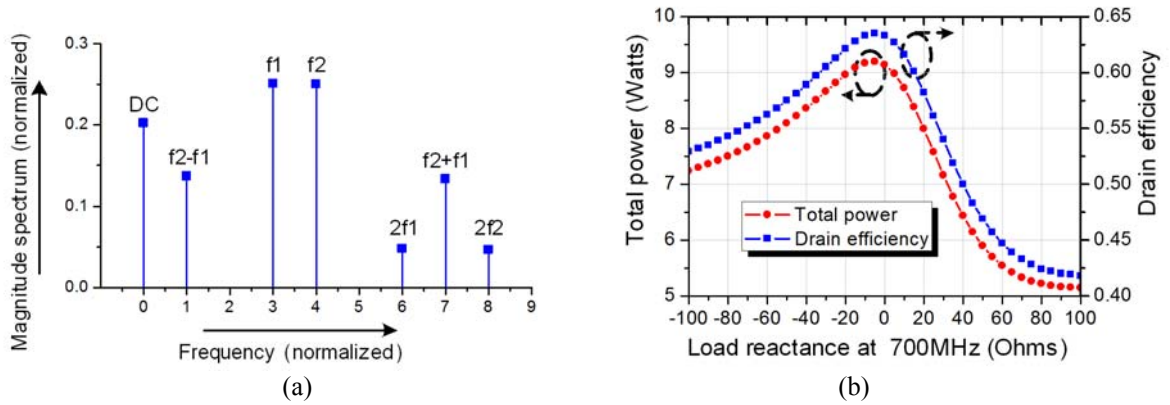 Magnitude spectrum (normalized)
0.3
0.2
0.1
0.0
DC
f2-f1
f1
f2
2f1
f2+f1
2f2
0 1 2 3 4 5 6 7 8 9
Frequency (normalized)
(a)
Total power (Watts)
10
9
8
7
6
5
Total power
Drain efficiency
0.65
0.60
0.55
0.50
0.45
0.40
Drain efficiency
-100 -80 -60 -40 -20 0 20 40 60 80 100
Load reactance at 700MHz (Ohms)
(b)